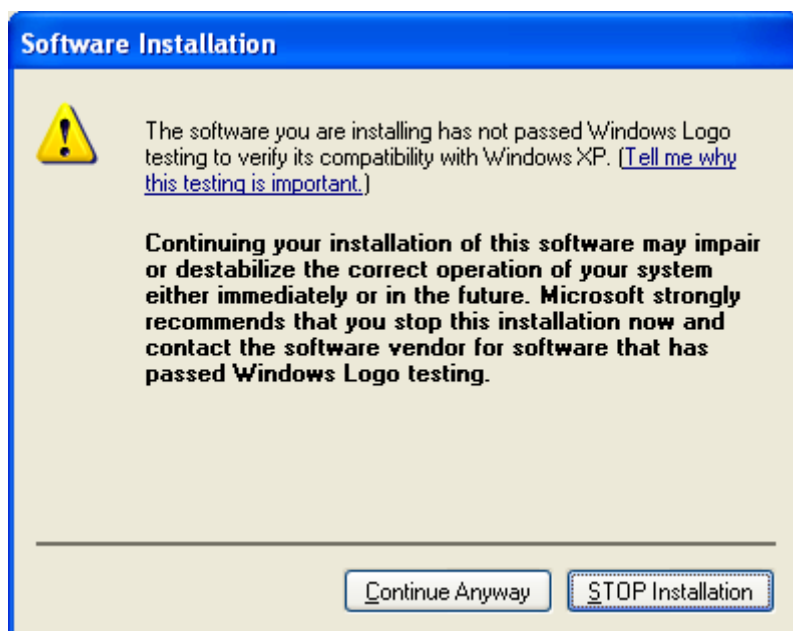 Software Installation
The software you are installing has not passed Windows Logo
testing to verify its compatibility with Windows XP. (Tell me why
this testing is important.)
Continuing your installation of this software may impair
or destabilize the correct operation of your system
either immediately or in the future. Microsoft strongly
recommends that you stop this installation now and
contact the software vendor for software that has
passed Windows Logo testing.
Continue Anyway
STOP Installation